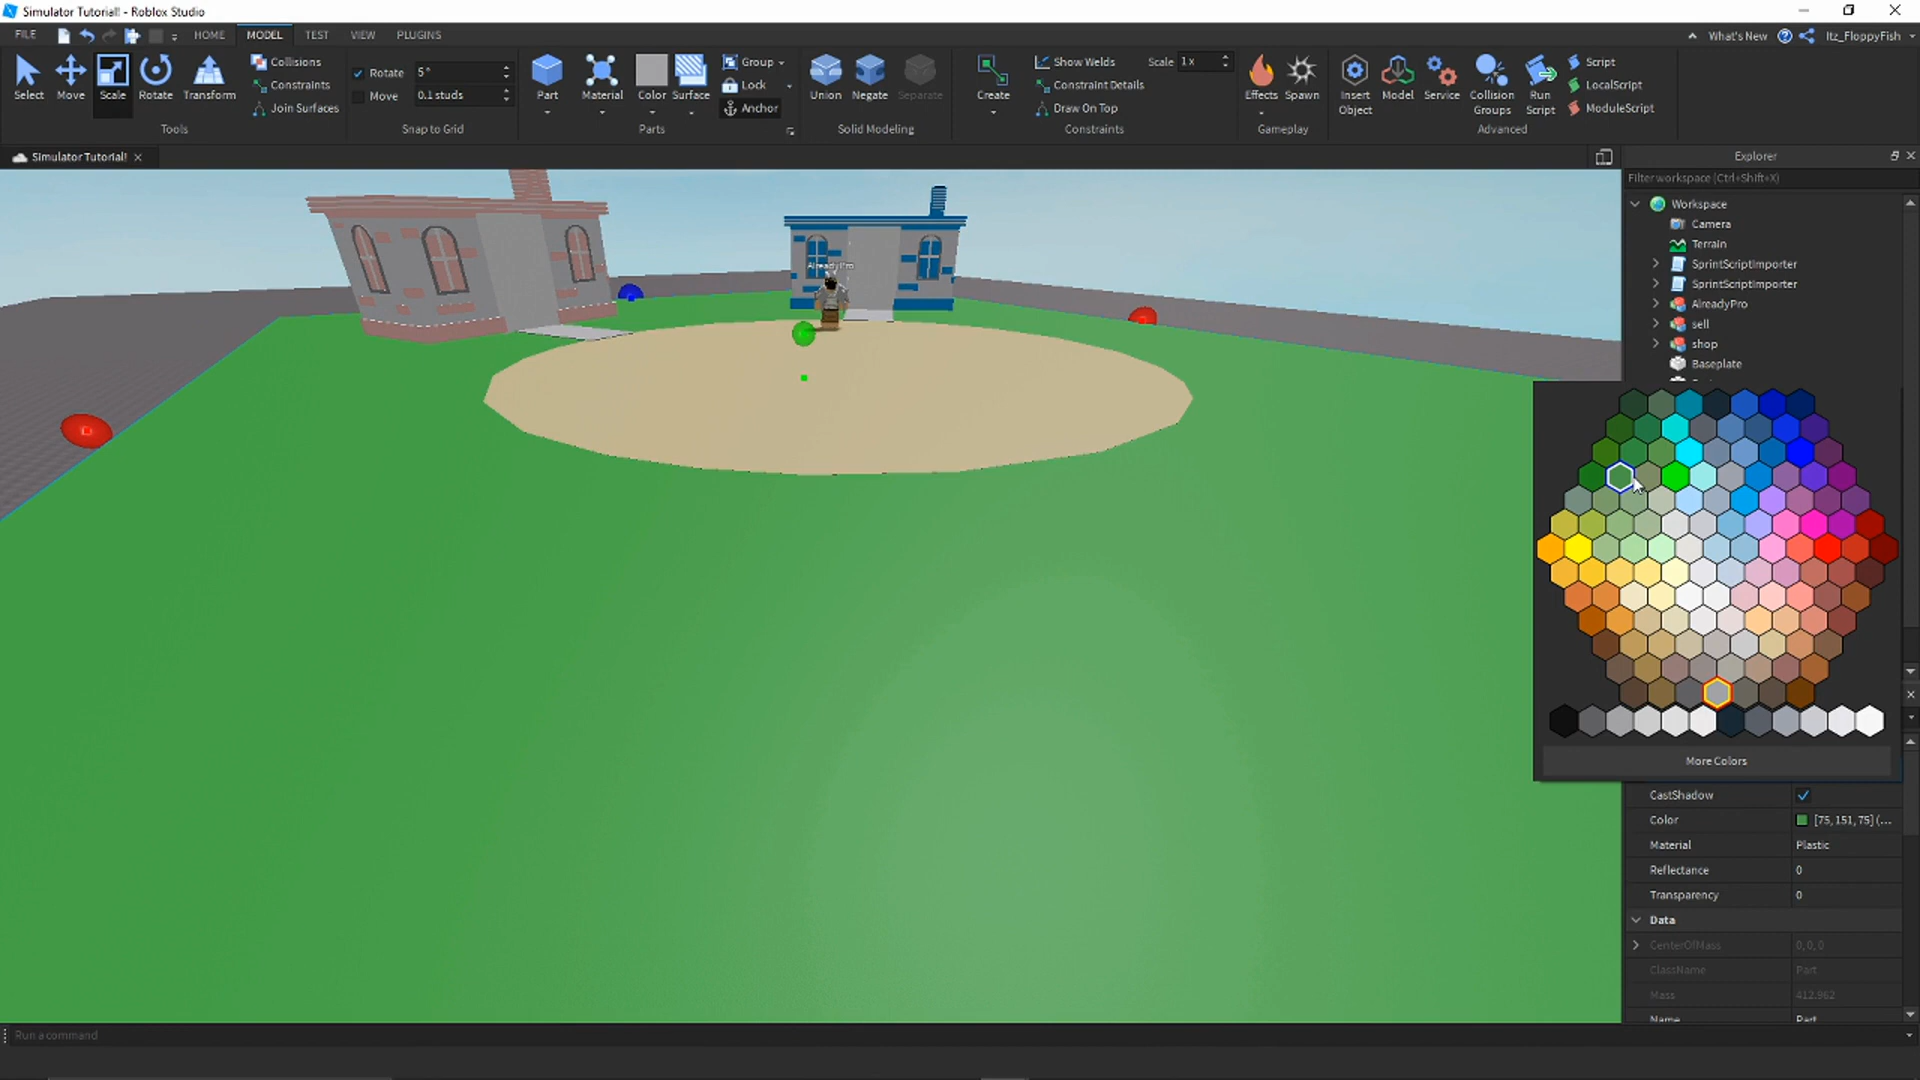 Simulator Tutorial! - Roblox Studio
FILE HOME MODEL TEST VIEW PLUGINS What's New Itz_FloppyFish
Select Move Scale Rotate Transform
Collisions
Constraints
Join Surfaces
Tools
Rotate 5°
Move 0.1 studs
Snap to Grid
Part Material Color Surface
Group
Lock
Anchor
Parts
Union Negate Separate
Solid Modeling
Create
Show Welds Scale 1x
Constraint Details
Draw On Top
Constraints
Effects Spawn
Gameplay
Insert Object Model Service Collision Groups Run Script
Script
LocalScript
ModuleScript
Advanced
Simulator Tutorial!
Explorer
Filter workspace (Ctrl+Shift+X)
Workspace
Camera
Terrain
SprintScriptImporter
SprintScriptImporter
AlreadyPro
sell
shop
Baseplate
AlreadyPro
More Colors
CastShadow
Color [75, 151, 75] (...
Material Plastic
Reflectance 0
Transparency 0
Data
CenterOfMass 0, 0, 0
ClassName Part
Mass 412.962
Name Part
Run a command